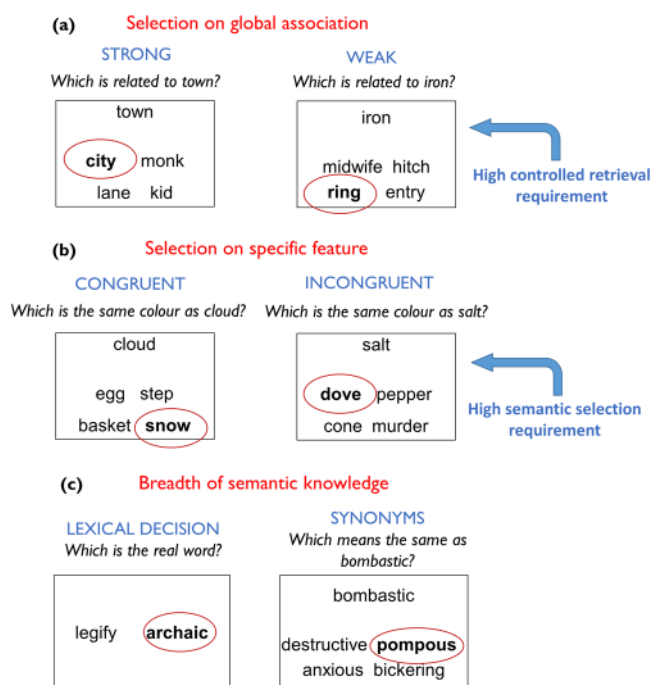 (a) Selection on global association
STRONG WEAK
Which is related to town? Which is related to iron?
town iron
city monk midwife hitch
lane kid ring entry
High controlled retrieval
requirement
(b) Selection on specific feature
CONGRUENT INCONGRUENT
Which is the same colour as cloud? Which is the same colour as salt?
cloud salt
egg step dove pepper
basket snow cone murder
High semantic selection
requirement
(c) Breadth of semantic knowledge
LEXICAL DECISION SYNONYMS
Which is the real word? Which means the same as
bombastic?
bombastic
legify archaic destructive pompous
anxious bickering